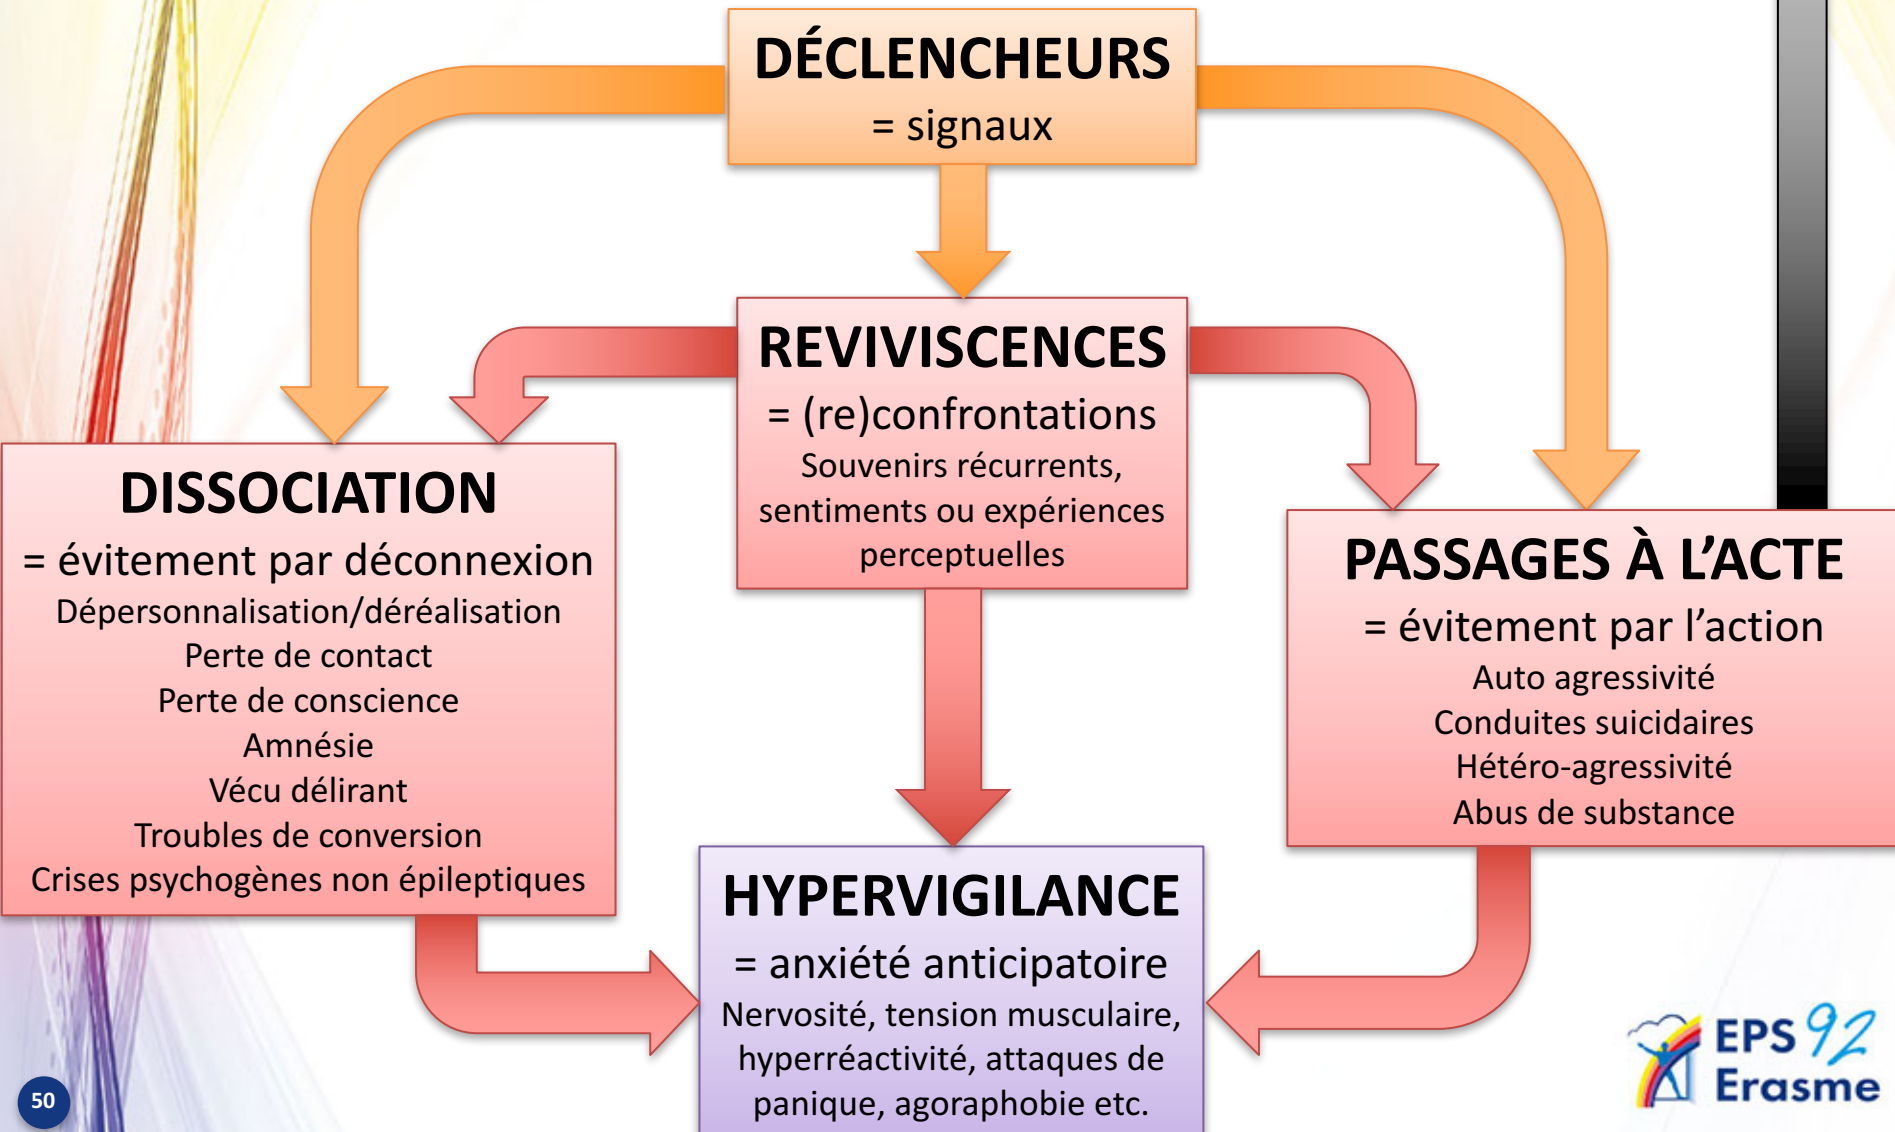 DÉCLENCHEURS
= signaux
REVIVISCENCES
= (re)confrontations
Souvenirs récurrents,
sentiments ou expériences
perceptuelles
DISSOCIATION
= évitement par déconnexion
Dépersonnalisation/déréalisation
Perte de contact
Perte de conscience
Amnésie
Vécu délirant
Troubles de conversion
Crises psychogènes non épileptiques
PASSAGES À L’ACTE
= évitement par l’action
Auto agressivité
Conduites suicidaires
Hétéro-agressivité
Abus de substance
HYPERVIGILANCE
= anxiété anticipatoire
Nervosité, tension musculaire,
hyperréactivité, attaques de
panique, agoraphobie etc.
EPS 92
Erasme
50